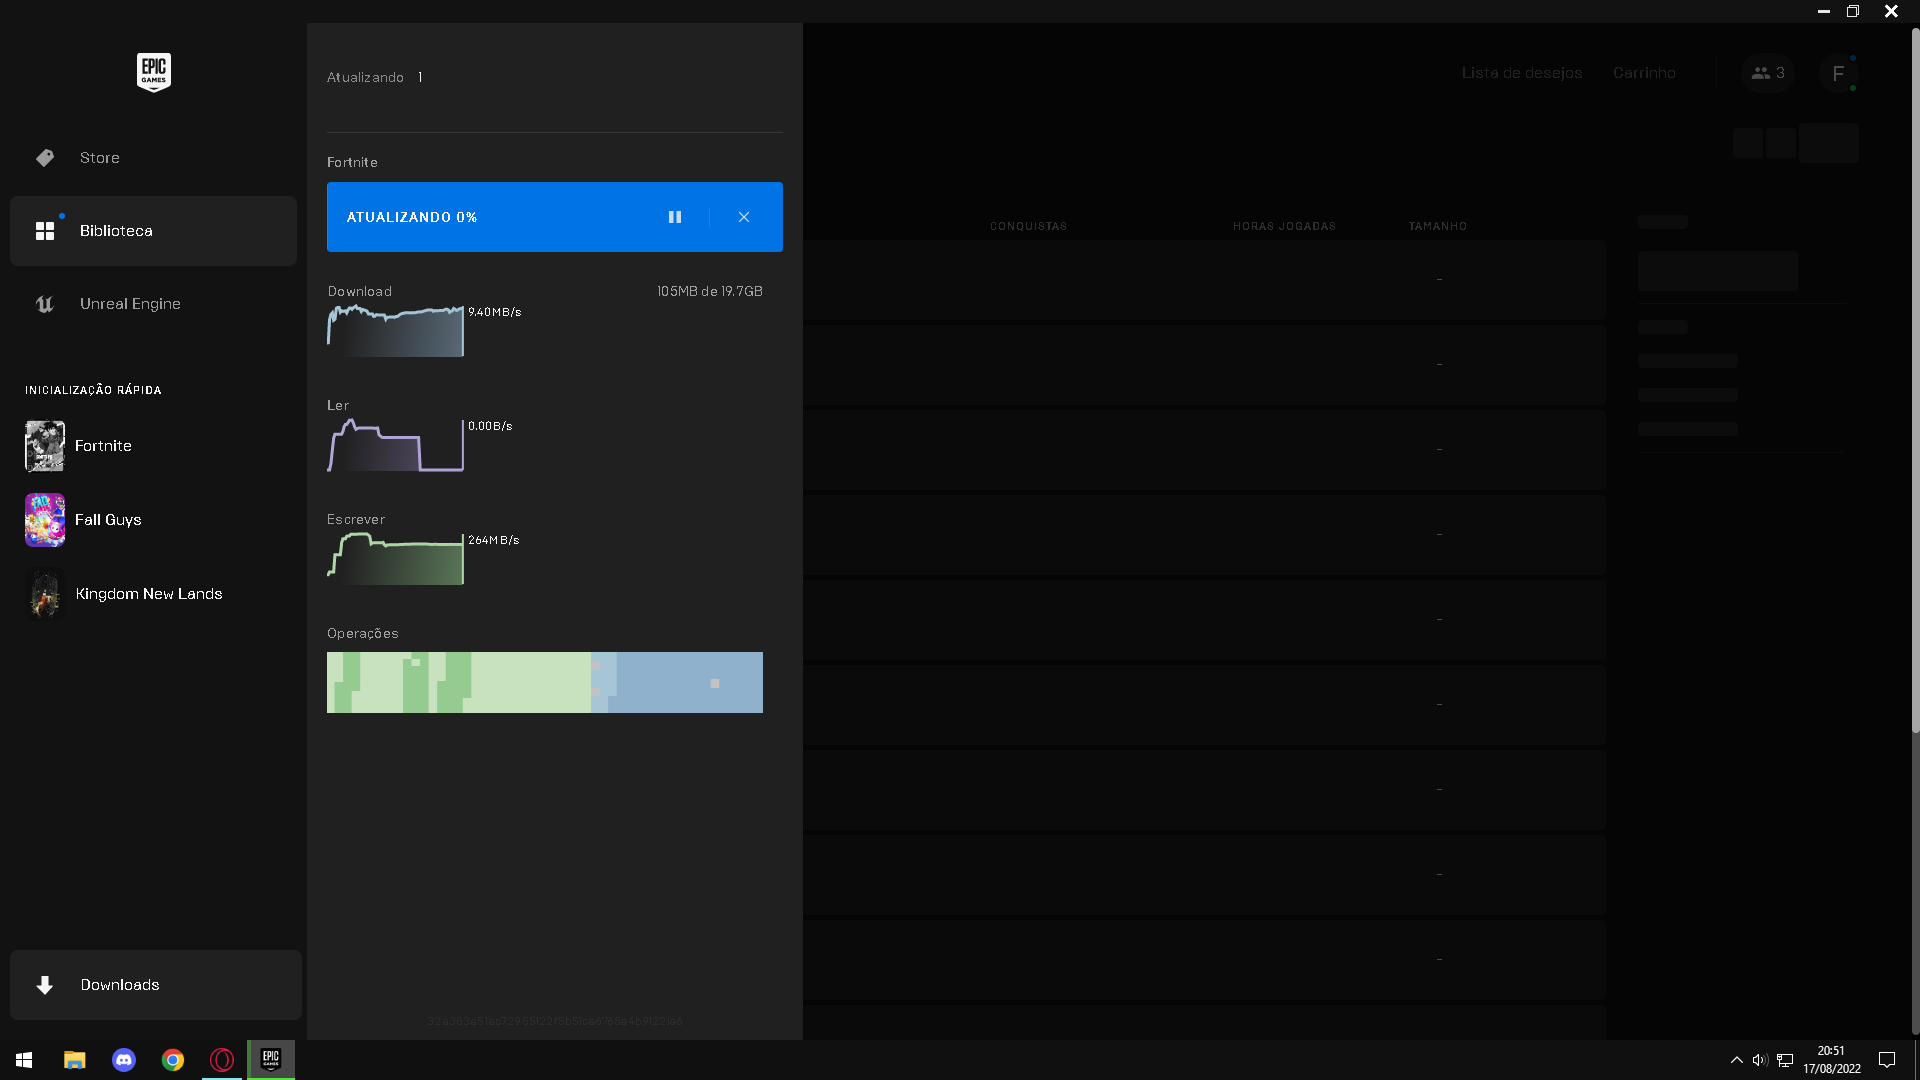 EPIC
GAMES
Store
Biblioteca
Unreal Engine
INICIALIZAÇÃO RÁPIDA
Fortnite
Fall Guys
Kingdom New Lands
Downloads
Atualizando 1
Fortnite
ATUALIZANDO 0%
Download 105MB de 19.7GB
9.40MB/s
Ler
0.00B/s
Escrever
264MB/s
Operações
Lista de desejos Carrinho 3 F
CONQUISTAS HORAS JOGADAS TAMANHO
-
-
-
-
-
-
-
-
-
EPIC
GAMES
20:51
17/08/2022